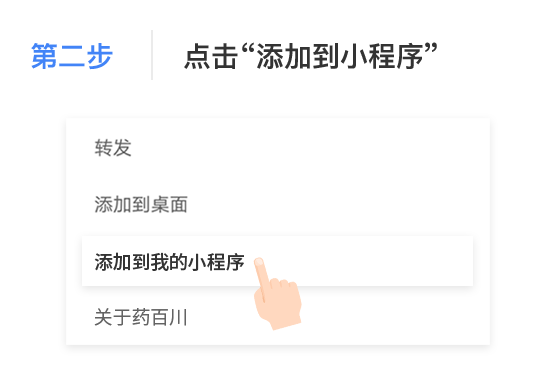 第二步
点击“添加到小程序”
转发
添加到桌面
添加到我的小程序
关于药百川